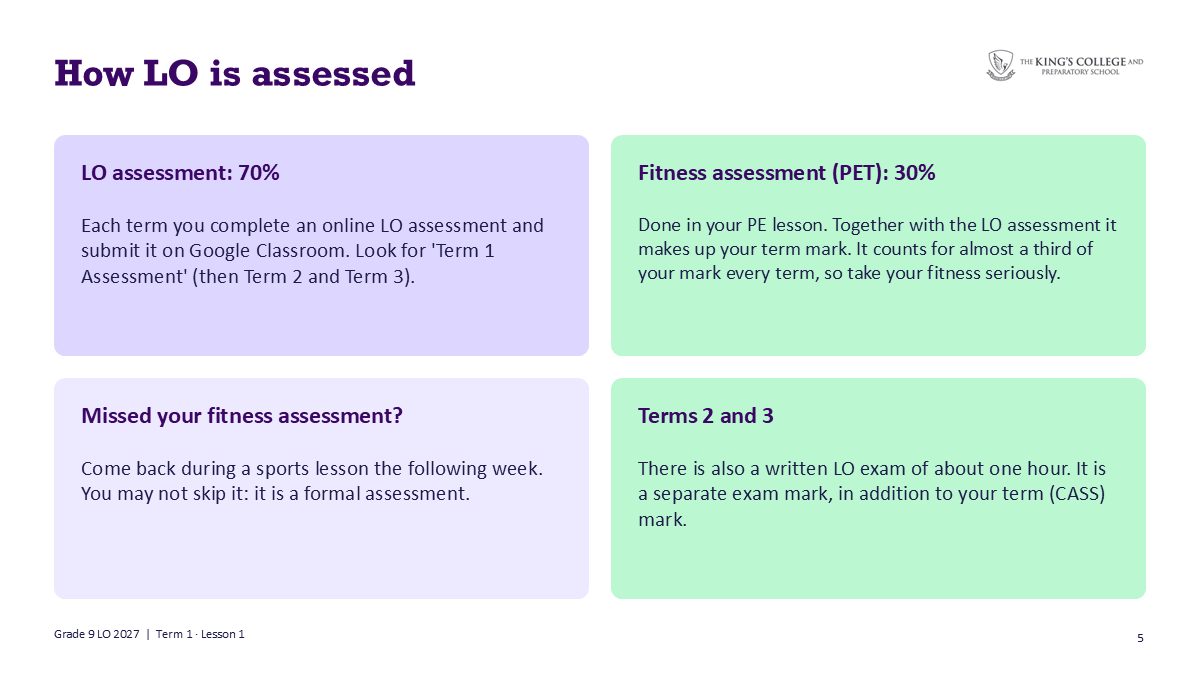 How LO is assessed
THE KING'S COLLEGE AND
PREPARATORY SCHOOL
LO assessment: 70%
Each term you complete an online LO assessment and
submit it on Google Classroom. Look for 'Term 1
Assessment' (then Term 2 and Term 3).
Fitness assessment (PET): 30%
Done in your PE lesson. Together with the LO assessment it
makes up your term mark. It counts for almost a third of
your mark every term, so take your fitness seriously.
Missed your fitness assessment?
Come back during a sports lesson the following week.
You may not skip it: it is a formal assessment.
Terms 2 and 3
There is also a written LO exam of about one hour. It is
a separate exam mark, in addition to your term (CASS)
mark.
Grade 9 LO 2027 | Term 1 · Lesson 1
5